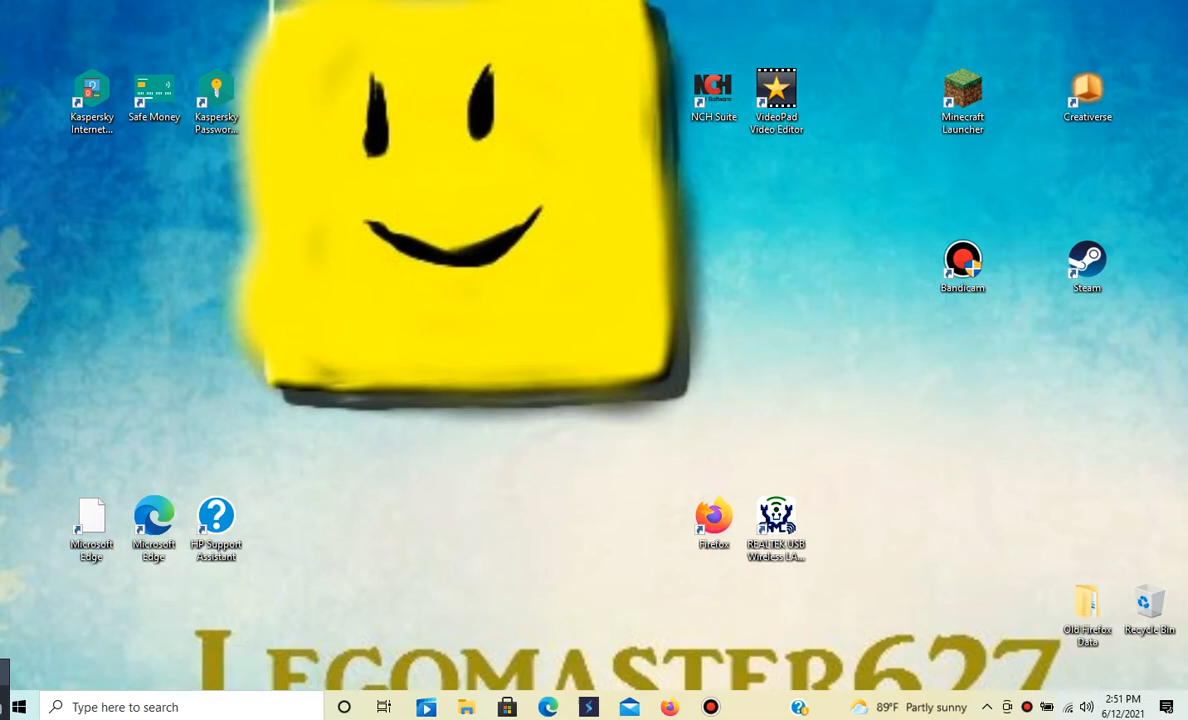 Kaspersky
Internet...
Safe Money
Kaspersky
Passwor...
NCH
Software
NCH Suite
VideoPad
Video Editor
Minecraft
Launcher
Creativerse
Bandicam
Steam
Microsoft
Edge
Microsoft
Edge
HP Support
Assistant
Firefox
REALTEK USB
Wireless LA...
Old Firefox
Data
Recycle Bin
LEGOMASTER627
Type here to search
89°F Partly sunny
2:51 PM
6/12/2021